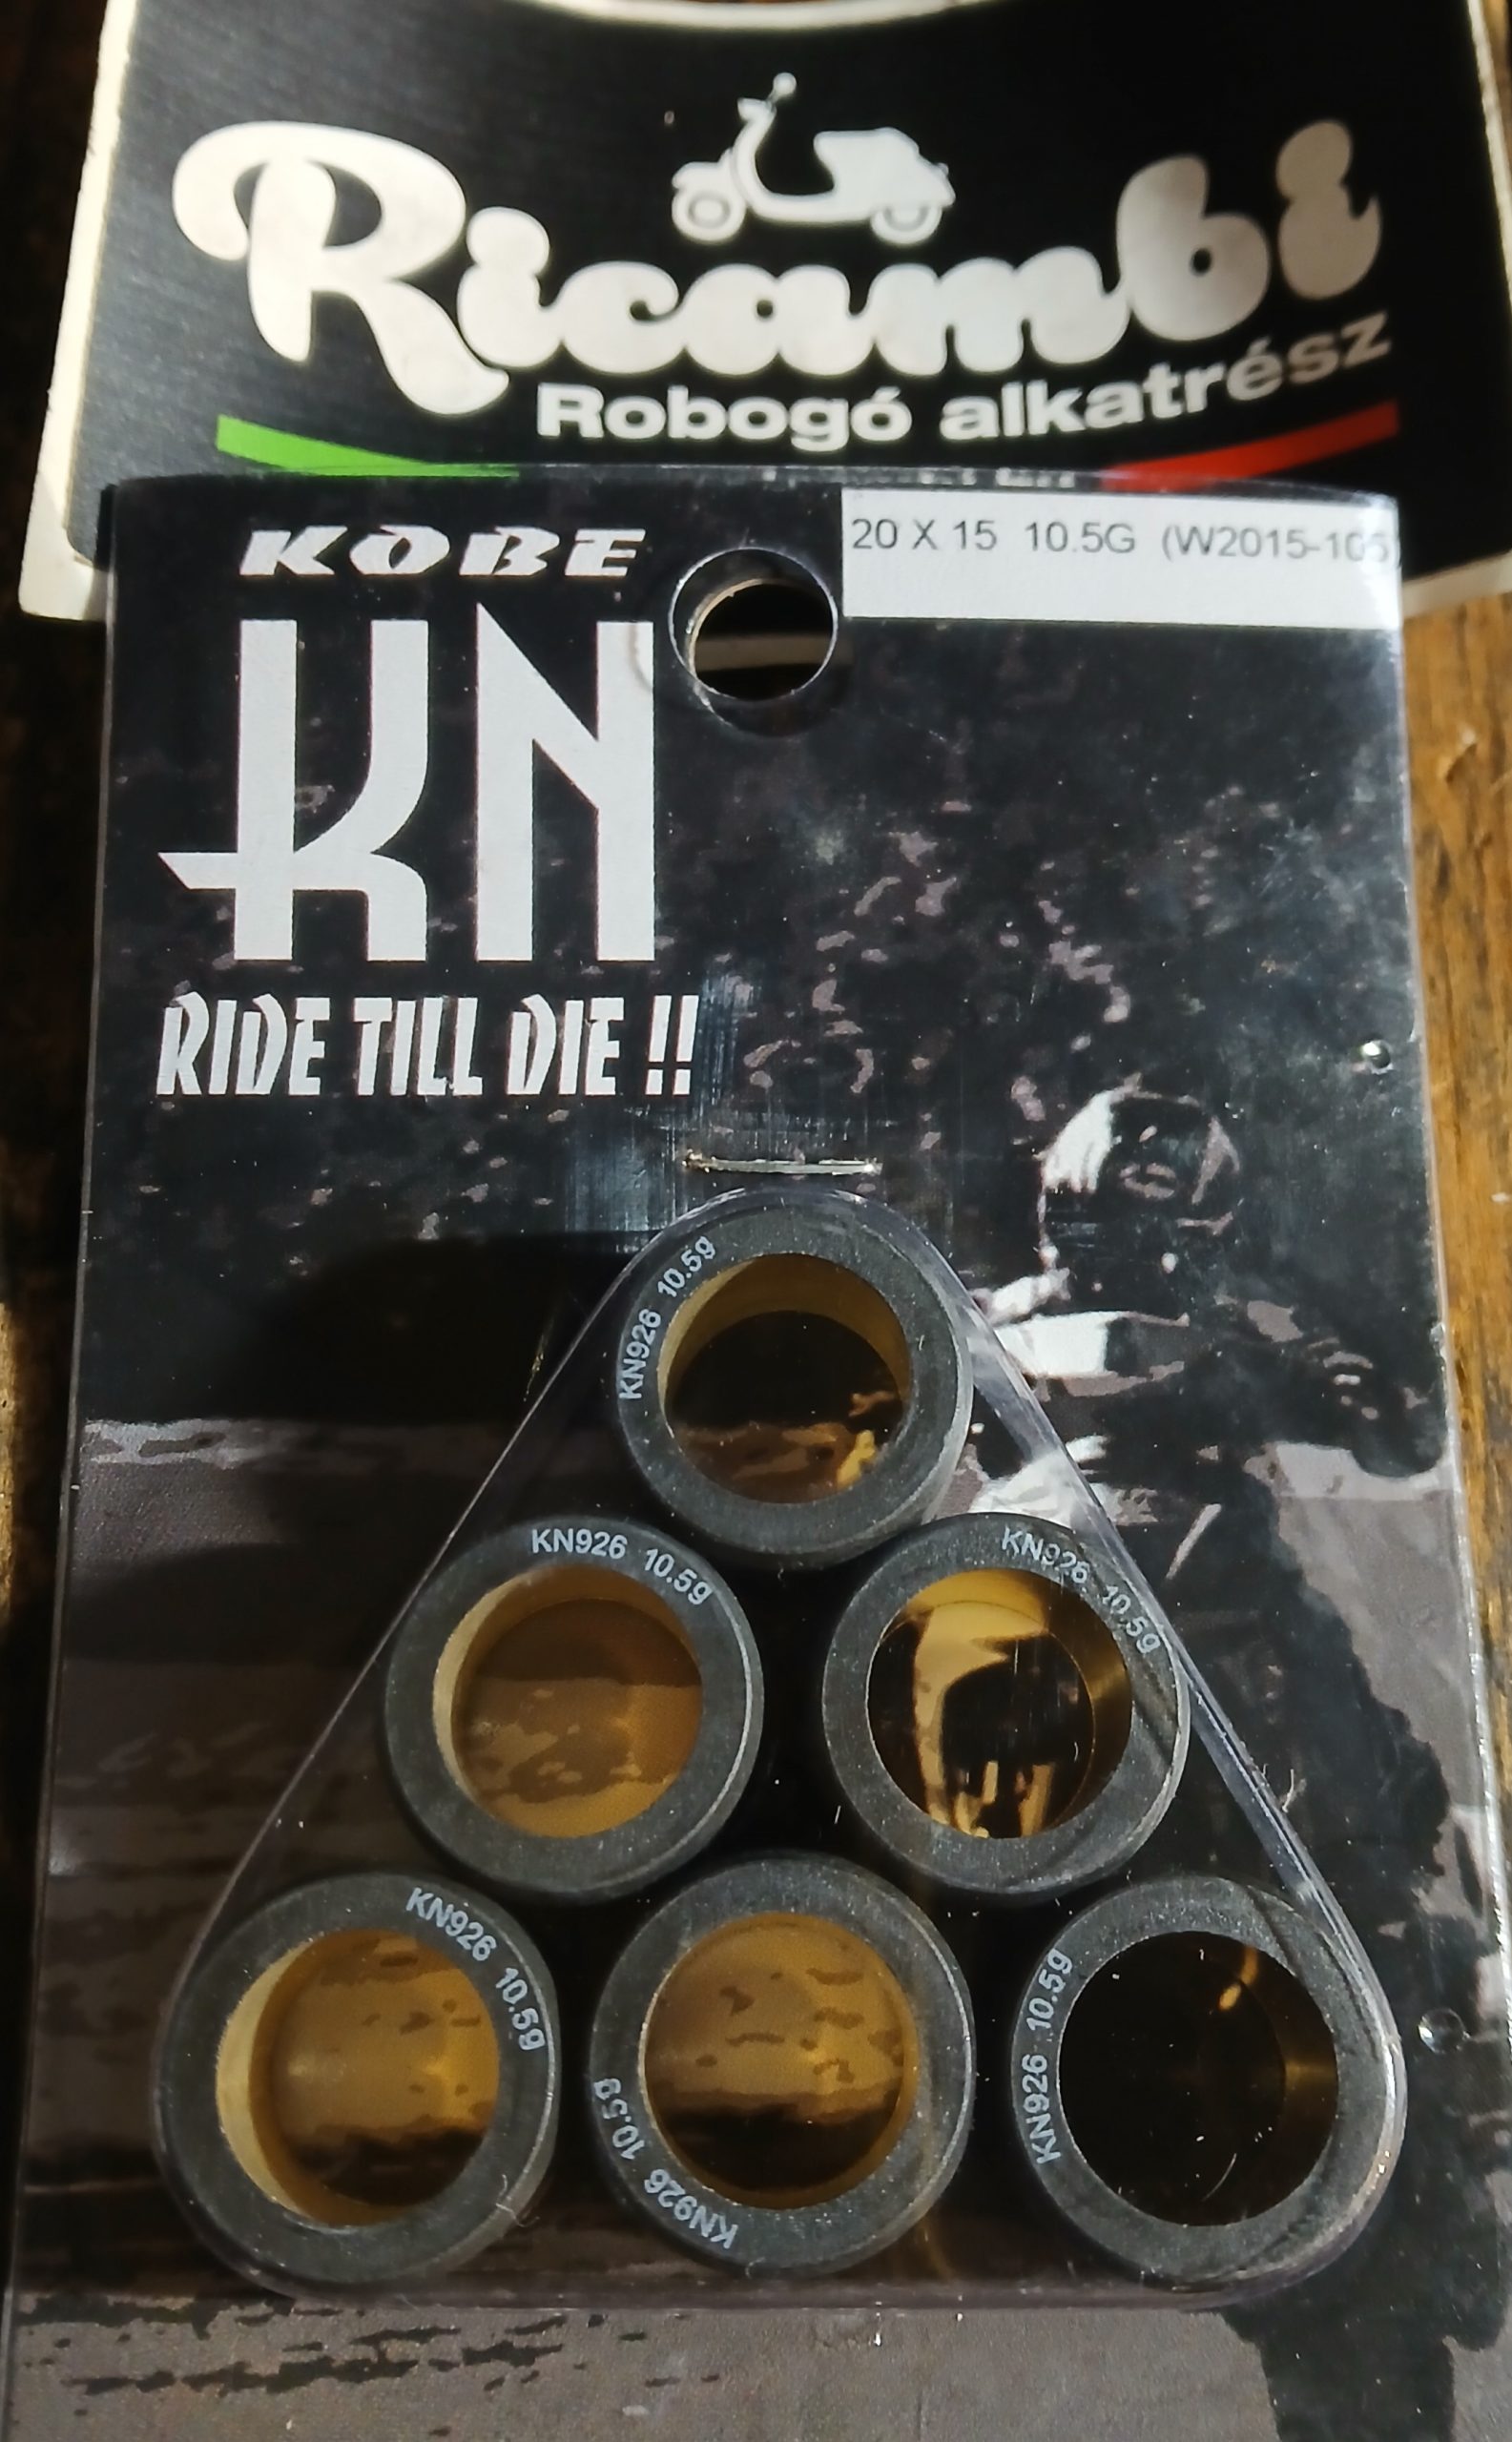 Ricambi
Robogó alkatrész
KOBE
20 X 15 10.5G (W2015-105
KN
RIDE TILL DIE !!
KN926 10.5g
KN926 10.5g
KN926 10.5g
KN926 10.5g
KN926 10.5g
KN926 10.5g